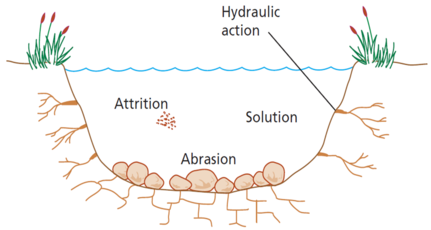 Hydraulic
action
Attrition
Solution
Abrasion